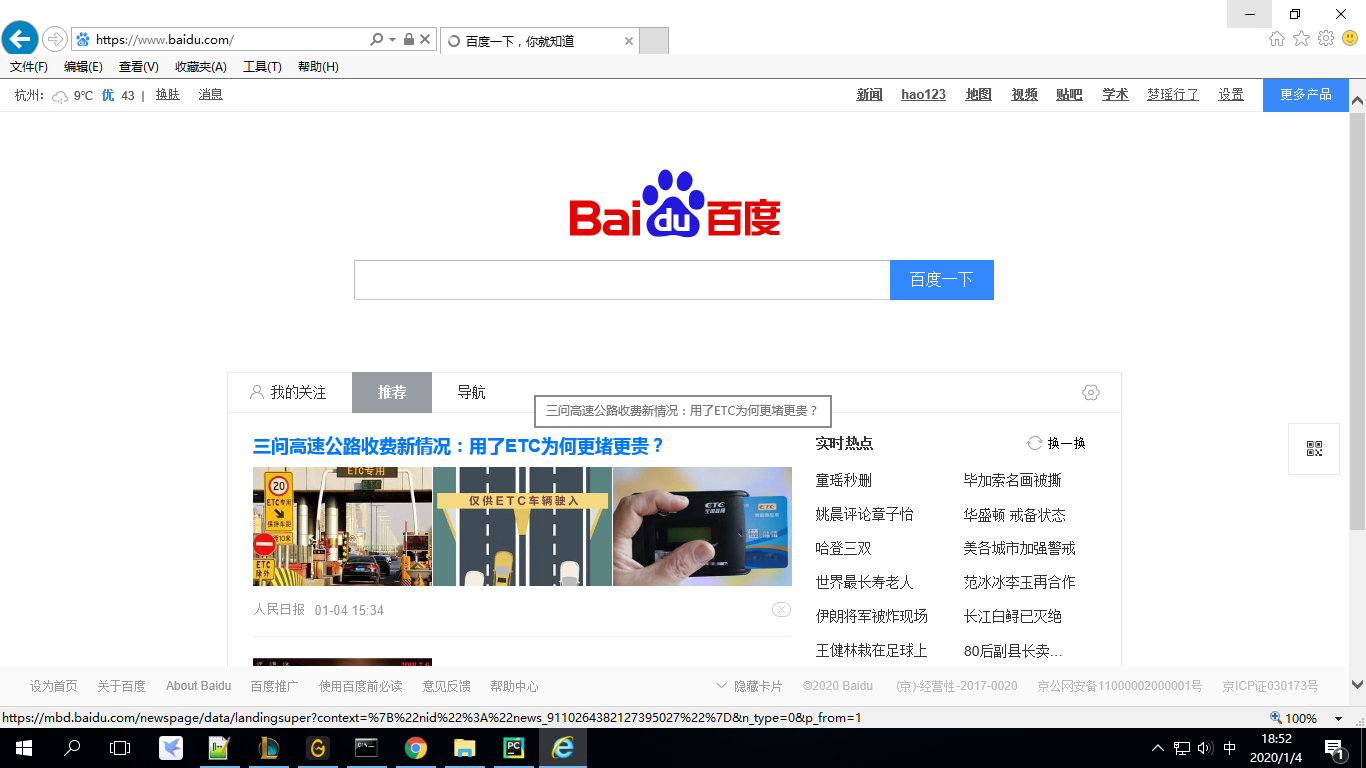 https://www.baidu.com/
百度一下，你就知道
文件(F) 编辑(E) 查看(V) 收藏夹(A) 工具(T) 帮助(H)
杭州： 9℃ 优 43 | 换肤 消息
新闻 hao123 地图 视频 贴吧 学术 梦瑶行了 设置 更多产品
Bai du 百度
百度一下
我的关注 推荐 导航
三问高速公路收费新情况：用了ETC为何更堵更贵？
三问高速公路收费新情况：用了ETC为何更堵更贵？
ETC专用
20
ETC专用
保持车距
ETC
除外
仅供ETC车辆驶入
ETC
ETC
人民日报 01-04 15:34
实时热点 换一换
童瑶秒删 毕加索名画被撕
姚晨评论章子怡 华盛顿 戒备状态
哈登三双 美各城市加强警戒
世界最长寿老人 范冰冰李玉再合作
伊朗将军被炸现场 长江白鲟已灭绝
王健林栽在足球上 80后副县长卖...
设为首页 关于百度 About Baidu 百度推广 使用百度前必读 意见反馈 帮助中心 隐藏卡片 ©2020 Baidu (京)-经营性-2017-0020 京公网安备11000002000001号 京ICP证030173号
https://mbd.baidu.com/newspage/data/landingsuper?context=%7B%22nid%22%3A%22news_9110264382127395027%22%7D&n_type=0&p_from=1
100%
PC
中
18:52
2020/1/4
1